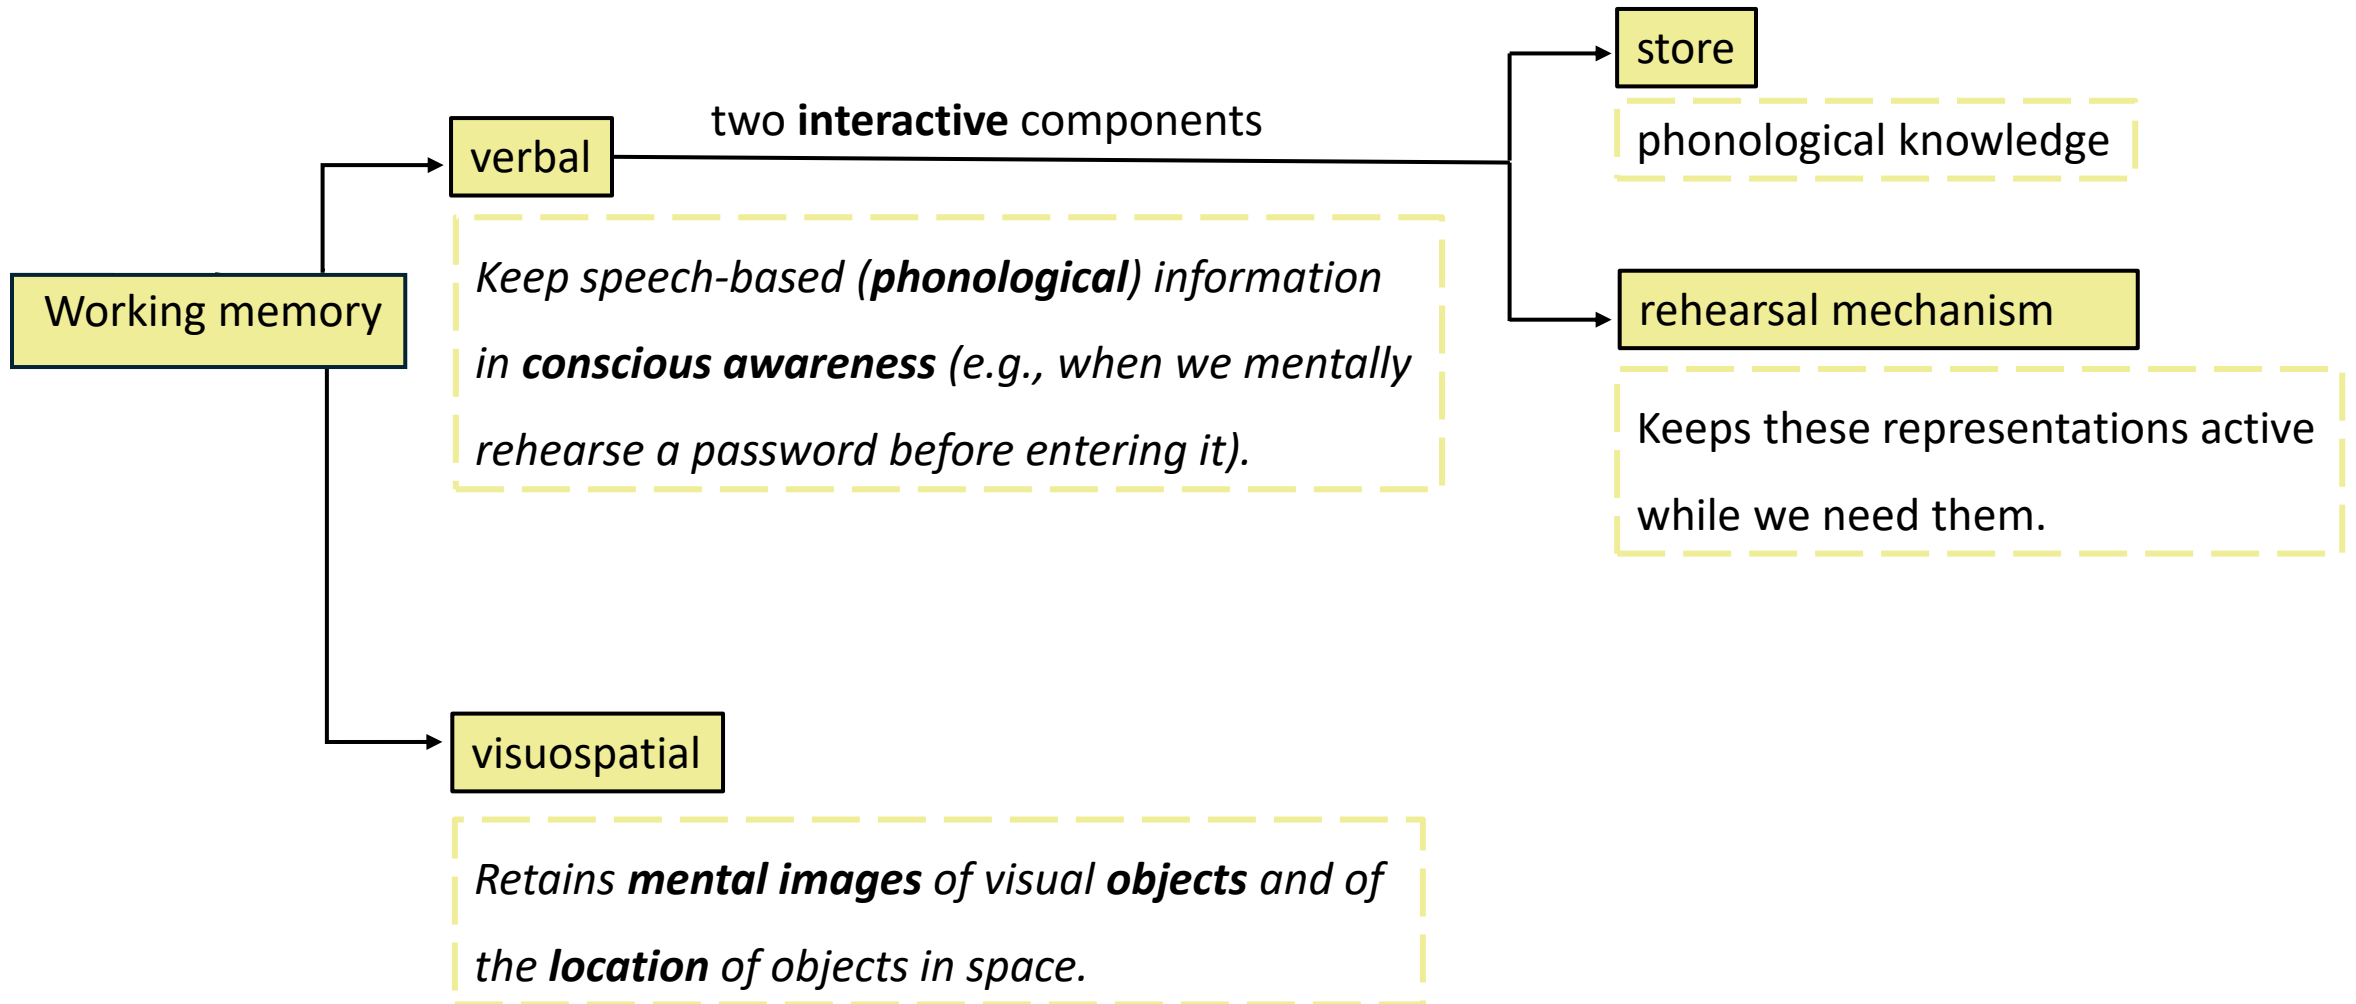 store
two interactive components
phonological knowledge
verbal
Keep speech-based (phonological) information
in conscious awareness (e.g., when we mentally
rehearse a password before entering it).
Working memory
rehearsal mechanism
Keeps these representations active
while we need them.
visuospatial
Retains mental images of visual objects and of
the location of objects in space.